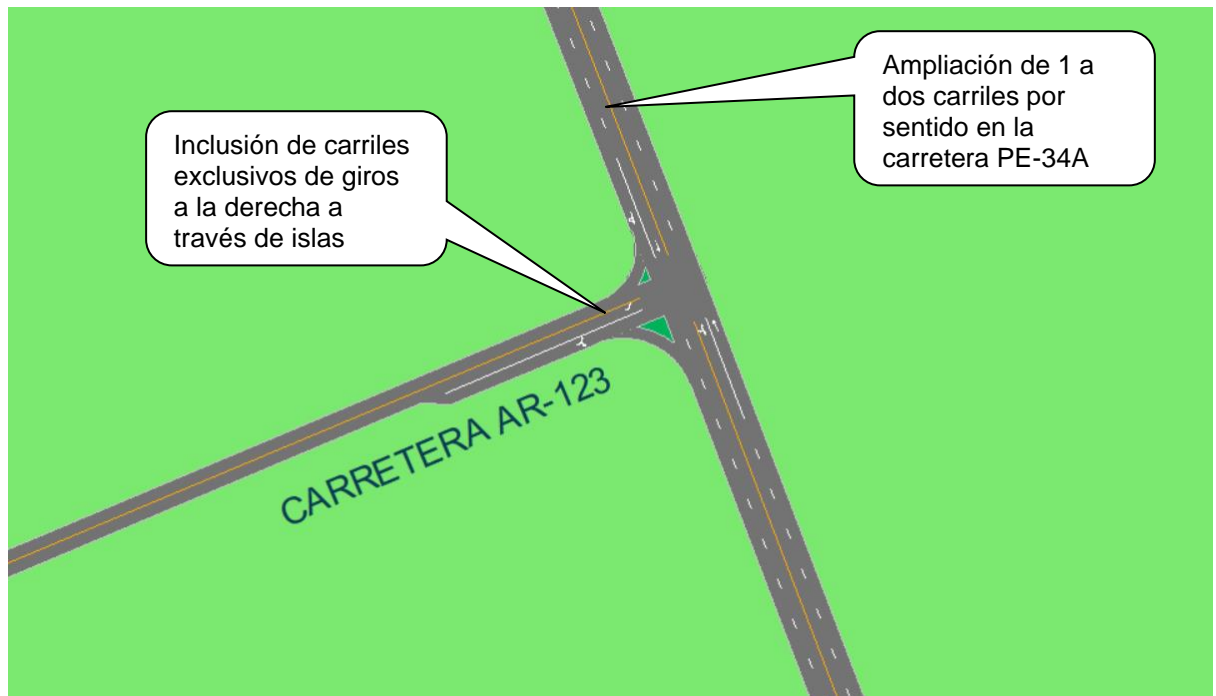 Ampliación de 1 a
dos carriles por
sentido en la
carretera PE-34A
Inclusión de carriles
exclusivos de giros
a la derecha a
través de islas
CARRETERA AR-123